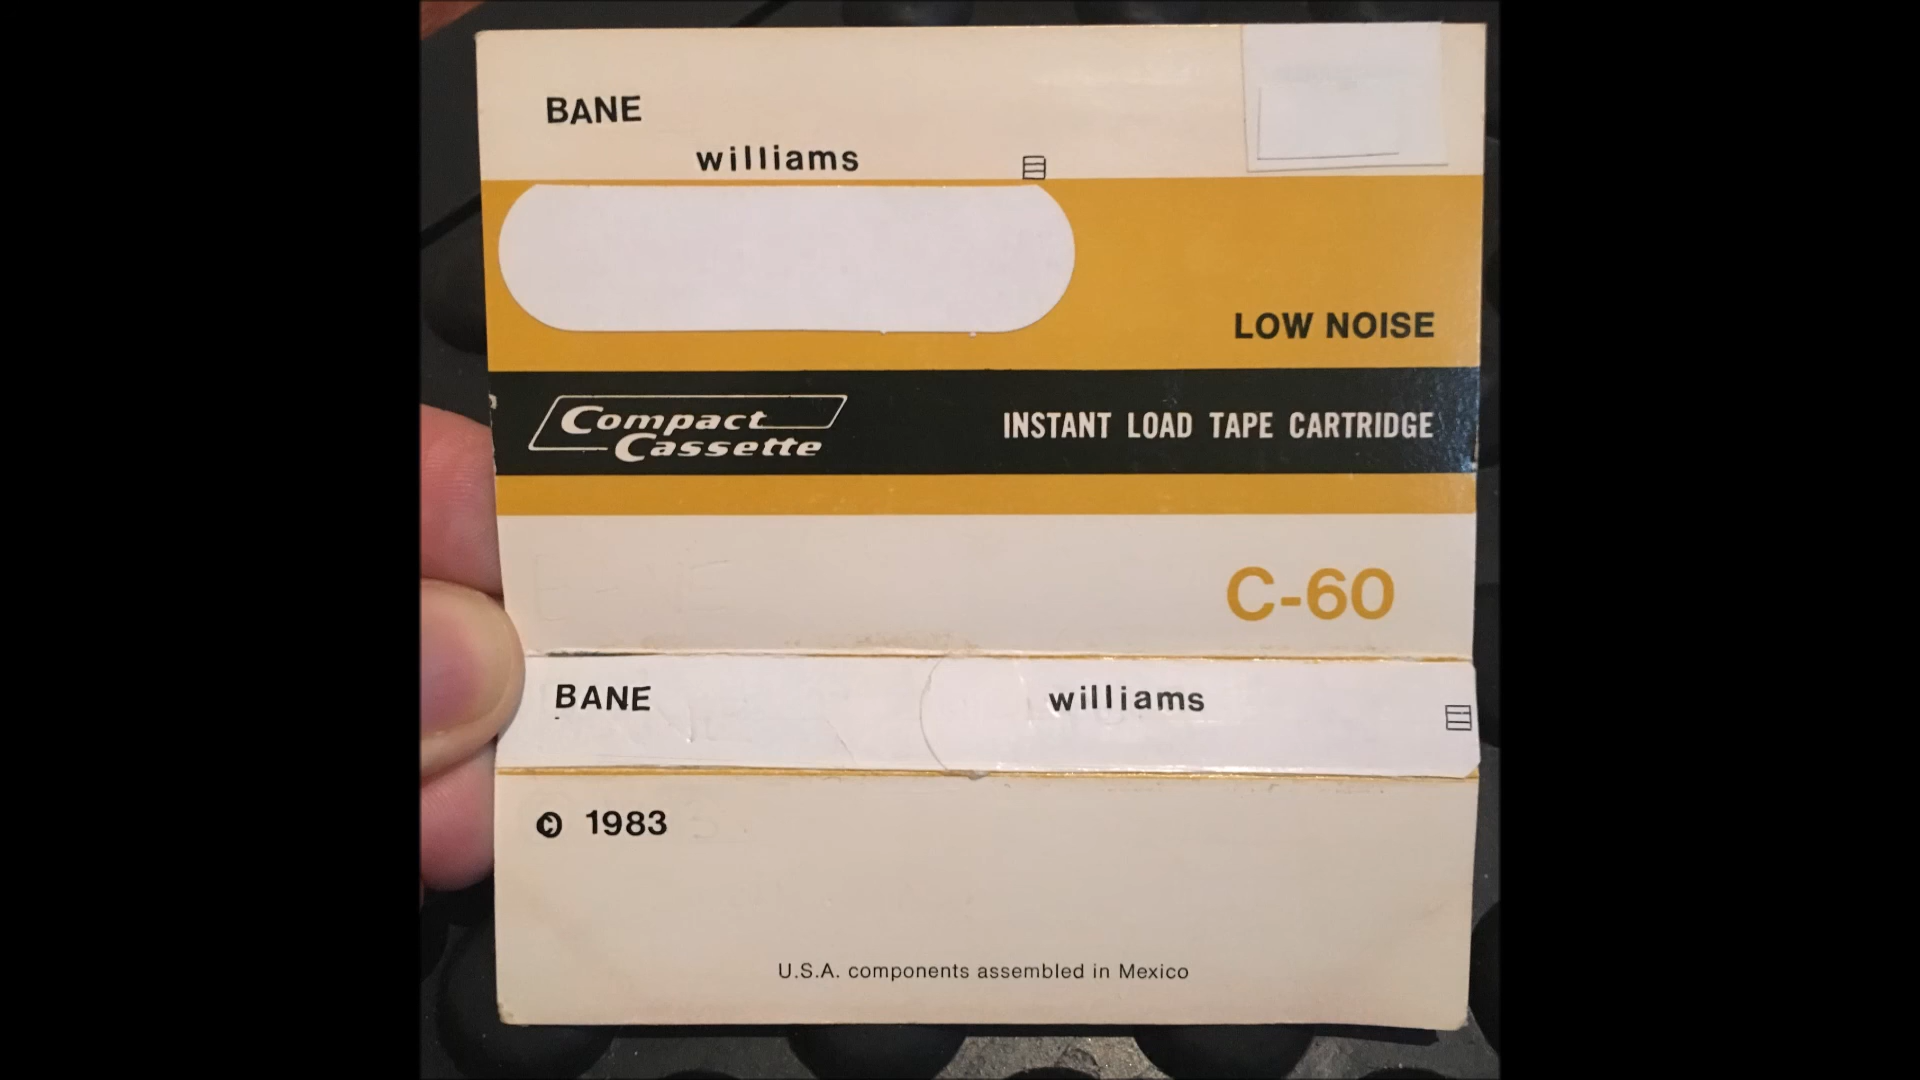 BANE
williams
LOW NOISE
Compact
Cassette
INSTANT LOAD TAPE CARTRIDGE
C-60
BANE williams
© 1983
U.S.A. components assembled in Mexico